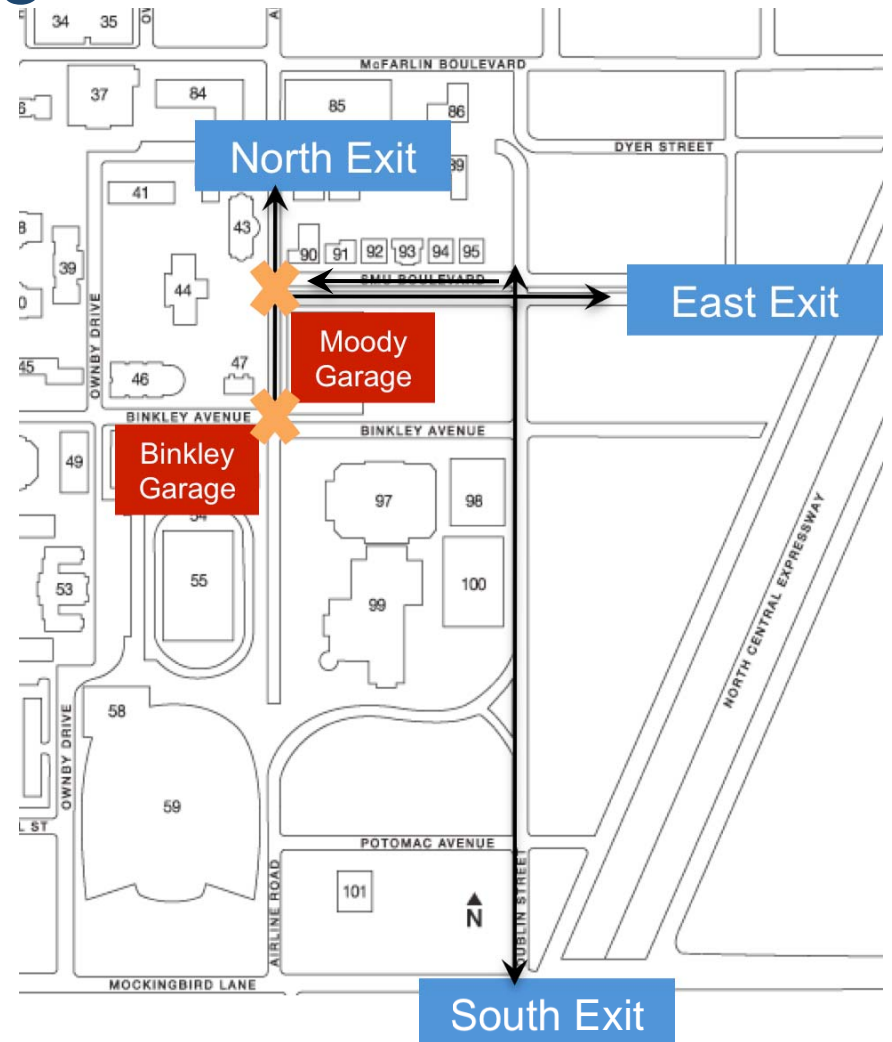 34 35
McFARLIN BOULEVARD
37
84
85
86
North Exit
DYER STREET
89
41
43
90 91 92 93 94 95
39
44
SMU BOULEVARD
East Exit
OWNBY DRIVE
Moody
Garage
45
46
47
BINKLEY AVENUE
BINKLEY AVENUE
Binkley
Garage
49
97
98
54
55
53
99
100
NORTH CENTRAL EXPRESSWAY
58
OWNBY DRIVE
59
L ST
POTOMAC AVENUE
101
N
AIRLINE ROAD
DUBLIN STREET
MOCKINGBIRD LANE
South Exit